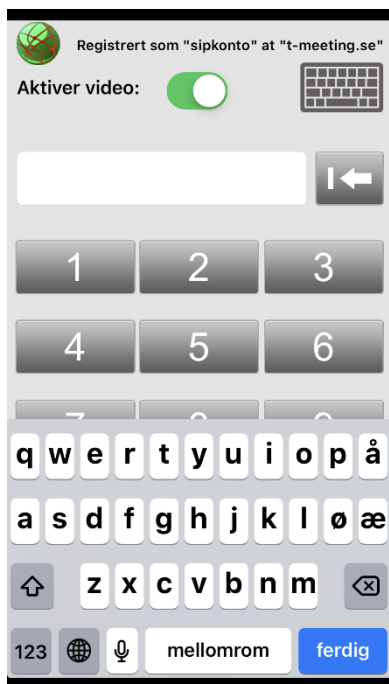 Registrert som "sipkonto" at "t-meeting.se"
Aktiver video:
1 2 3
4 5 6
q w e r t y u i o p å
a s d f g h j k l ø æ
z x c v b n m
123 mellomrom ferdig